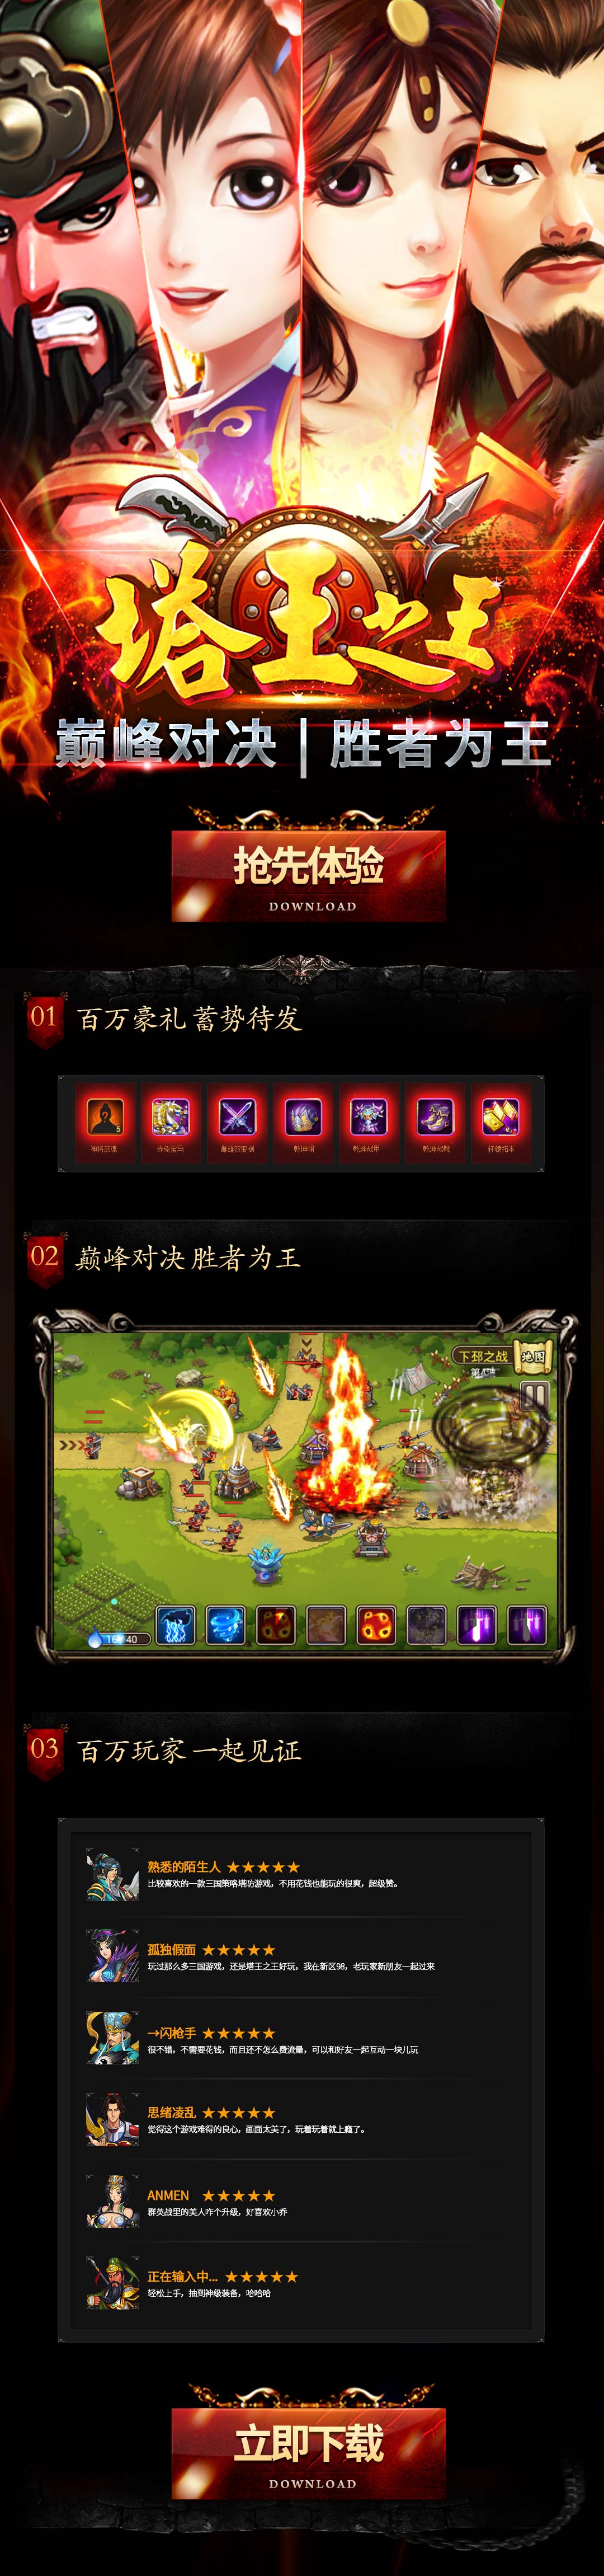 塔王之王
巅峰对决|胜者为王
抢先体验
DOWNLOAD
01 百万豪礼 蓄势待发
5
神将武魂 赤兔宝马 雌雄双股剑 乾坤帽 乾坤战甲 乾坤战靴 轩辕拓本
02 巅峰对决 胜者为王
下邳之战 地图
03 百万玩家 一起见证
熟悉的陌生人 ★★★★★
比较喜欢的一款三国策略塔防游戏，不用花钱也能玩的很爽，超级赞。
孤独假面 ★★★★★
玩过那么多三国游戏，还是塔王之王好玩，我在新区98，老玩家新朋友一起过来
→闪枪手 ★★★★★
很不错，不需要花钱，而且还不怎么费流量，可以和好友一起互动一块儿玩
思绪凌乱 ★★★★★
觉得这个游戏难得的良心，画面太美了，玩着玩着就上瘾了。
ANMEN ★★★★★
群英战里的美人咋个升级，好喜欢小乔
正在输入中... ★★★★★
轻松上手，抽到神级装备，哈哈哈
立即下载
DOWNLOAD